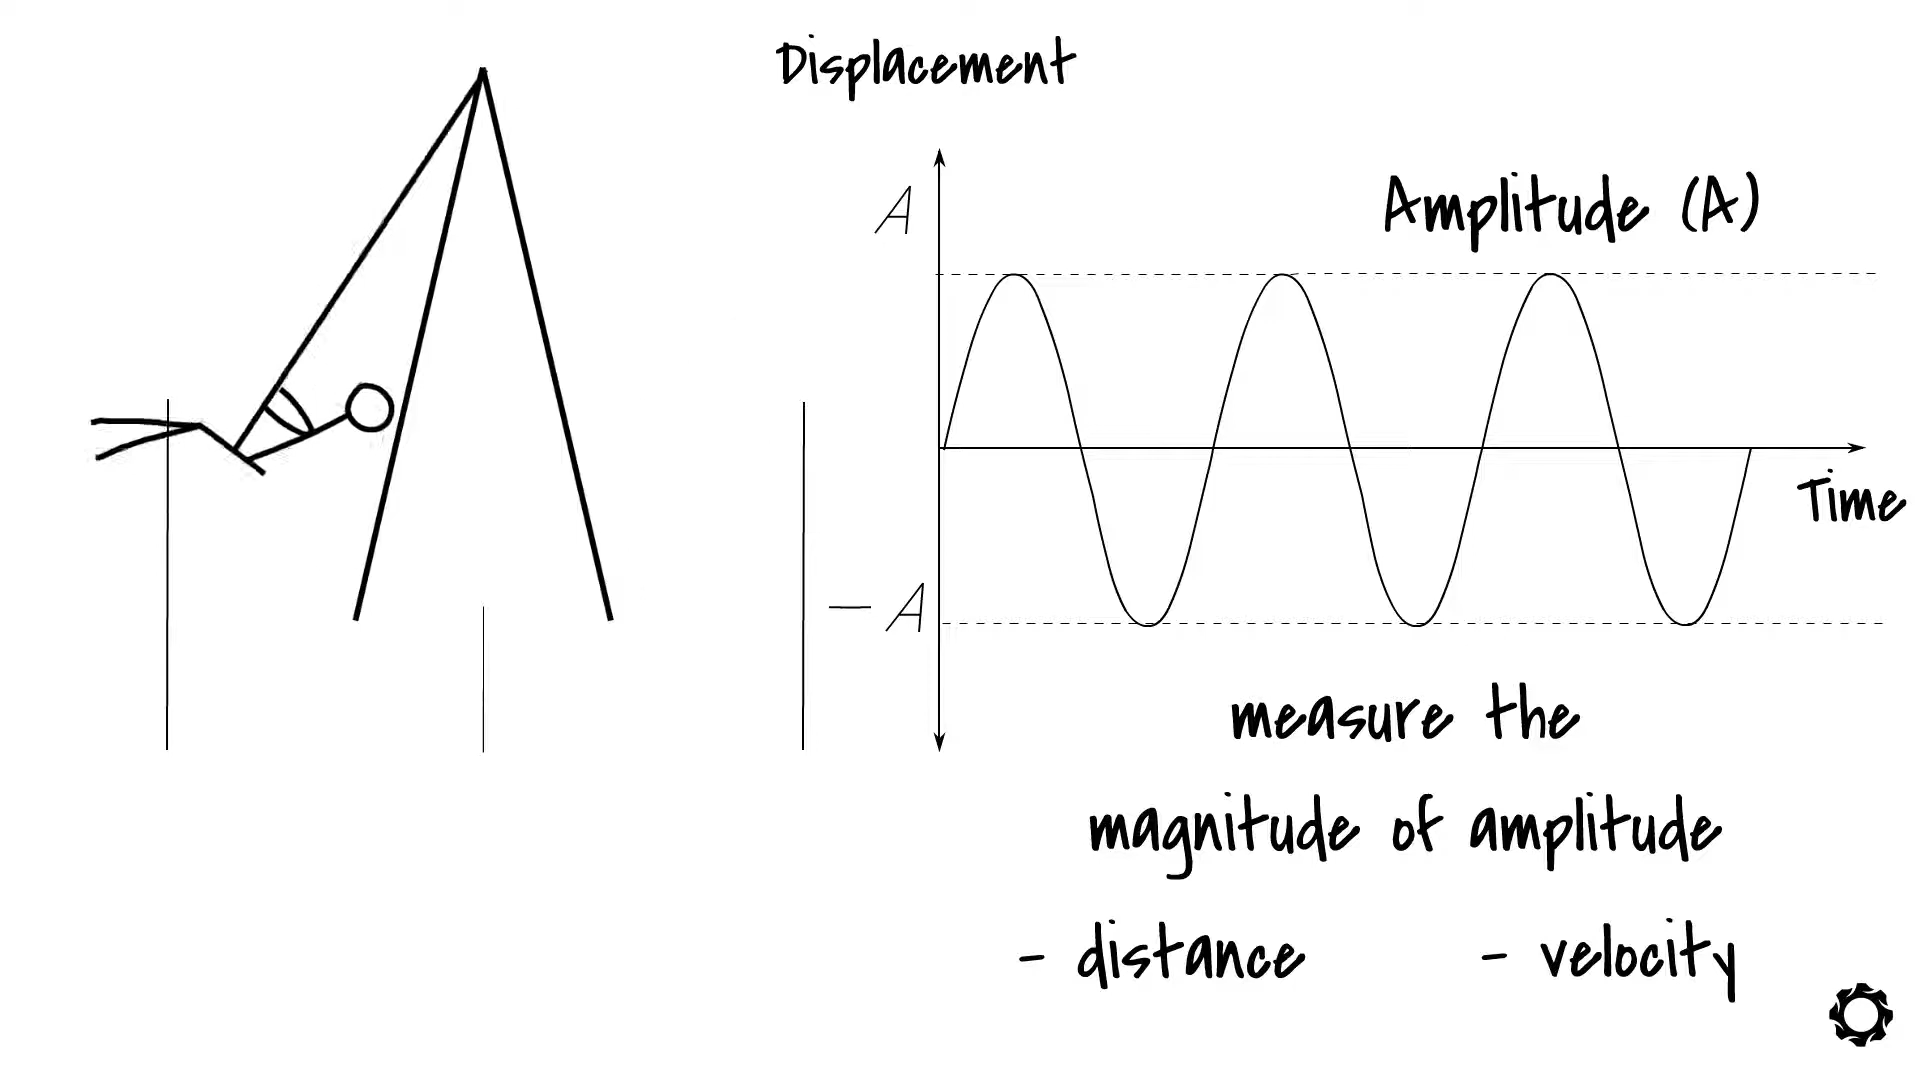 Displacement
A
Amplitude (A)
Time
- A
measure the
magnitude of amplitude
- distance - velocity